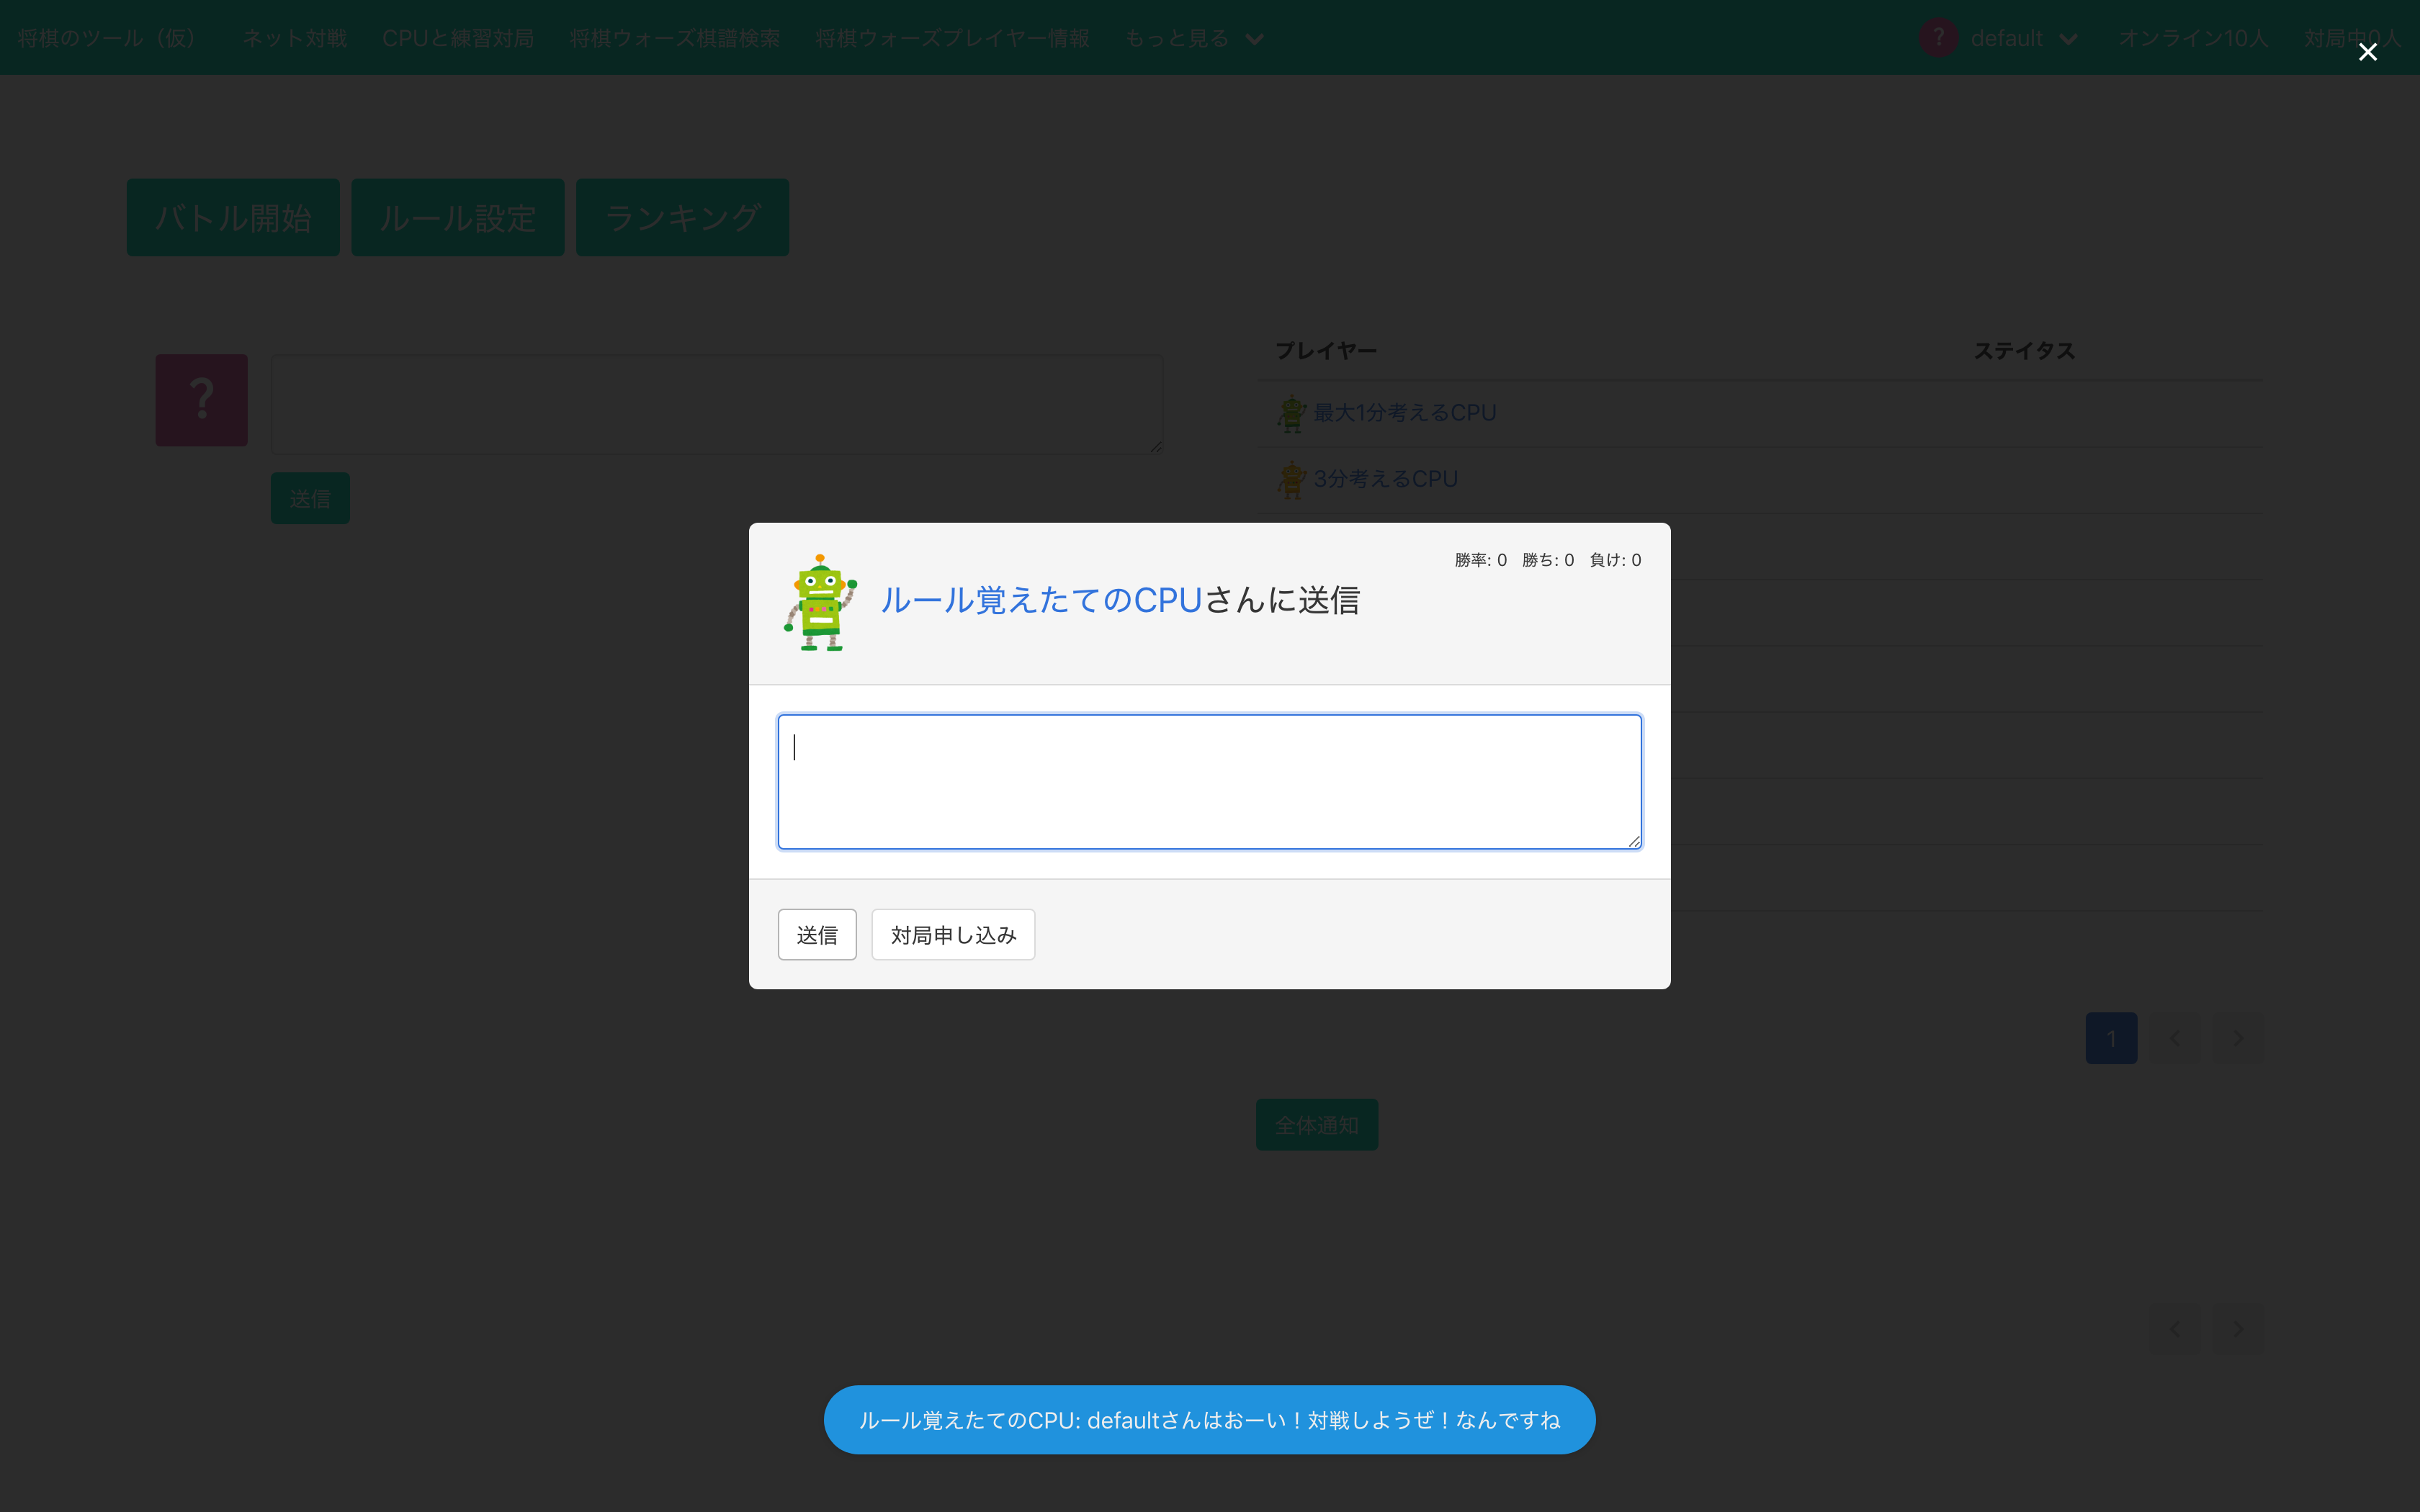 将棋のツール（仮） ネット対戦 CPUと練習対局 将棋ウォーズ棋譜検索 将棋ウォーズプレイヤー情報 もっと見る ? default オンライン10人 対局中0人
バトル開始 ルール設定 ランキング
プレイヤー ステイタス
?
最大1分考えるCPU
3分考えるCPU
送信
勝率: 0 勝ち: 0 負け: 0
ルール覚えたてのCPUさんに送信
送信 対局申し込み
1
全体通知
ルール覚えたてのCPU: defaultさんはおーい！対戦しようぜ！なんですね